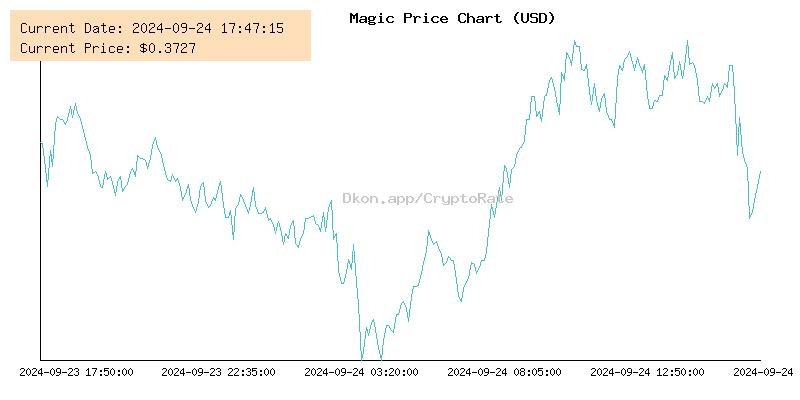 Magic Price Chart (USD)
Current Date: 2024-09-24 17:47:15
Current Price: $0.3727
Dkon.app/CryptoRate
2024-09-23 17:50:00 2024-09-23 22:35:00 2024-09-24 03:20:00 2024-09-24 08:05:00 2024-09-24 12:50:00 2024-09-24